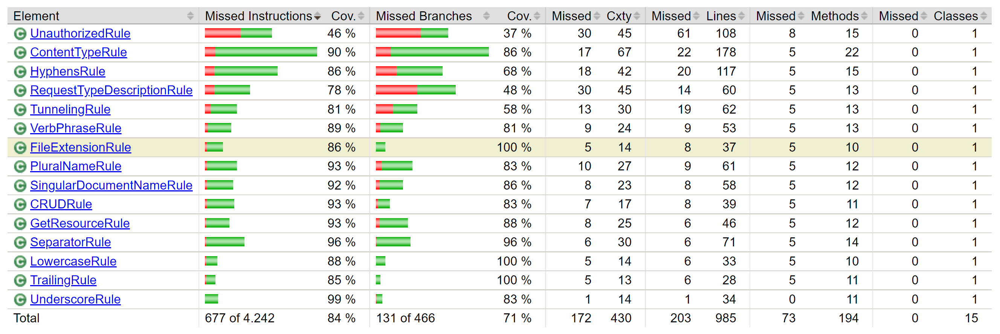 Element Missed Instructions Cov. Missed Branches Cov. Missed Cxty Missed Lines Missed Methods Missed Classes
C UnauthorizedRule 46 % 37 % 30 45 61 108 8 15 0 1
C ContentTypeRule 90 % 86 % 17 67 22 178 5 22 0 1
C HyphensRule 86 % 68 % 18 42 20 117 5 15 0 1
C RequestTypeDescriptionRule 78 % 48 % 30 45 14 60 5 13 0 1
C TunnelingRule 81 % 58 % 13 30 19 62 5 13 0 1
C VerbPhraseRule 89 % 81 % 9 24 9 53 5 13 0 1
C FileExtensionRule 86 % 100 % 5 14 8 37 5 10 0 1
C PluralNameRule 93 % 83 % 10 27 9 61 5 12 0 1
C SingularDocumentNameRule 92 % 86 % 8 23 8 58 5 12 0 1
C CRUDRule 93 % 83 % 7 17 8 39 5 11 0 1
C GetResourceRule 93 % 88 % 8 25 6 46 5 12 0 1
C SeparatorRule 96 % 96 % 6 30 6 71 5 14 0 1
C LowercaseRule 88 % 100 % 5 14 6 33 5 10 0 1
C TrailingRule 85 % 100 % 5 13 6 28 5 11 0 1
C UnderscoreRule 99 % 83 % 1 14 1 34 0 11 0 1
Total 677 of 4.242 84 % 131 of 466 71 % 172 430 203 985 73 194 0 15